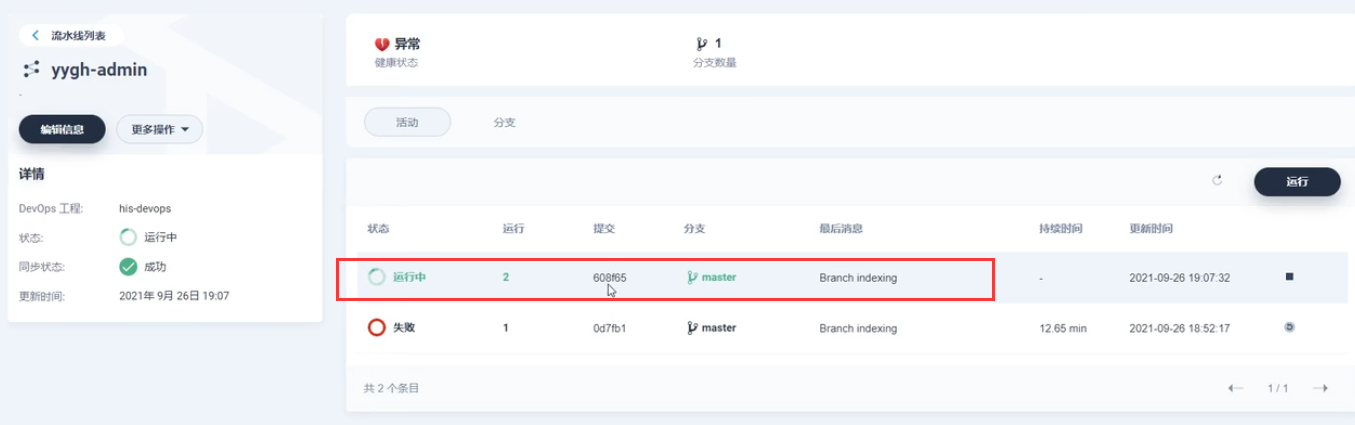 流水线列表
yygh-admin
-
编辑信息 更多操作
详情
DevOps 工程: his-devops
状态: 运行中
同步状态: 成功
更新时间: 2021年 9月 26日 19:07
异常 1
健康状态 分支数量
活动 分支
运行
状态 运行 提交 分支 最后消息 持续时间 更新时间
运行中 2 608f65 master Branch indexing - 2021-09-26 19:07:32
失败 1 0d7fb1 master Branch indexing 12.65 min 2021-09-26 18:52:17
共 2 个条目 1 / 1